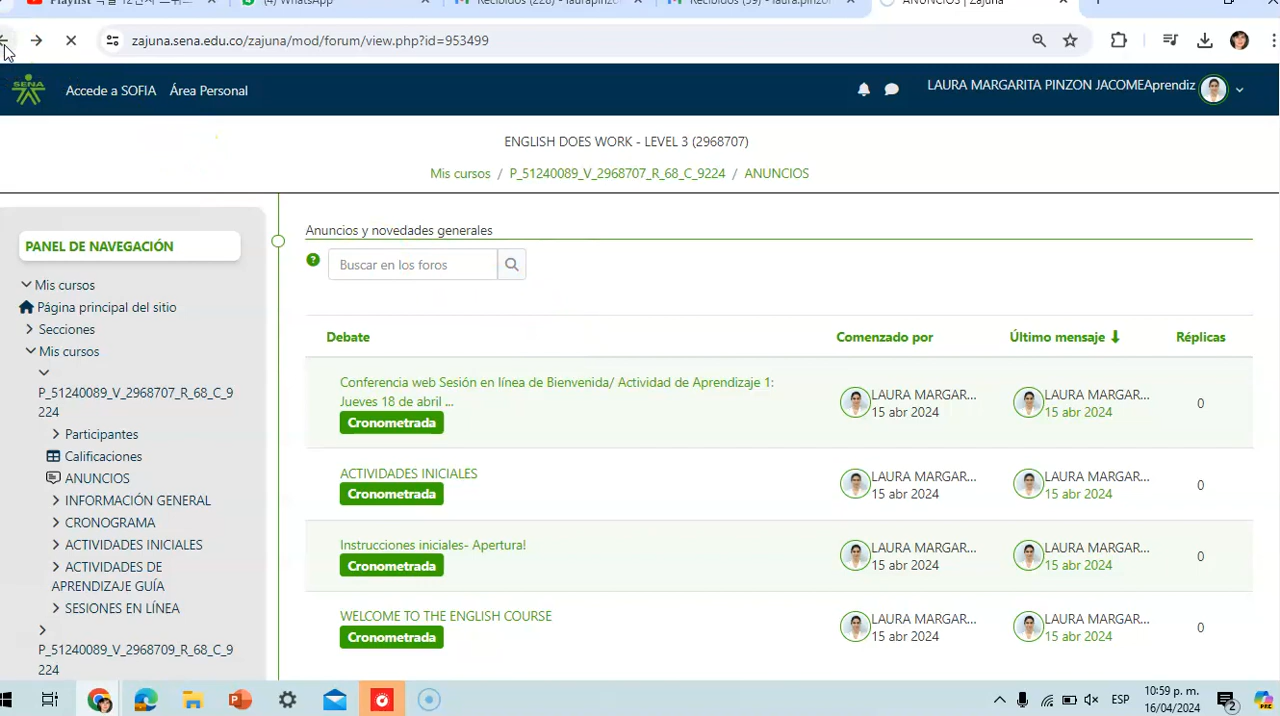 (4) WhatsApp
ANUNCIOS | Zajuna
zajuna.sena.edu.co/zajuna/mod/forum/view.php?id=953499
SENA
Accede a SOFIA
Área Personal
LAURA MARGARITA PINZON JACOMEAprendiz
ENGLISH DOES WORK - LEVEL 3 (2968707)
Mis cursos / P_51240089_V_2968707_R_68_C_9224 / ANUNCIOS
PANEL DE NAVEGACIÓN
Mis cursos
Página principal del sitio
Secciones
Mis cursos
P_51240089_V_2968707_R_68_C_9
224
Participantes
Calificaciones
ANUNCIOS
INFORMACIÓN GENERAL
CRONOGRAMA
ACTIVIDADES INICIALES
ACTIVIDADES DE
APRENDIZAJE GUÍA
SESIONES EN LÍNEA
P_51240089_V_2968709_R_68_C_9
224
Anuncios y novedades generales
Buscar en los foros
Debate Comenzado por Último mensaje Réplicas
Conferencia web Sesión en línea de Bienvenida/ Actividad de Aprendizaje 1:
Jueves 18 de abril ...
Cronometrada
LAURA MARGAR...
15 abr 2024
LAURA MARGAR...
15 abr 2024
0
ACTIVIDADES INICIALES
Cronometrada
LAURA MARGAR...
15 abr 2024
LAURA MARGAR...
15 abr 2024
0
Instrucciones iniciales- Apertura!
Cronometrada
LAURA MARGAR...
15 abr 2024
LAURA MARGAR...
15 abr 2024
0
WELCOME TO THE ENGLISH COURSE
Cronometrada
LAURA MARGAR...
15 abr 2024
LAURA MARGAR...
15 abr 2024
0
ESP
10:59 p. m.
16/04/2024
2